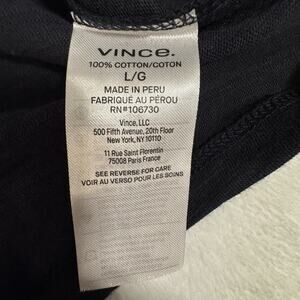 VINCE.
100% COTTON/COTON
L/G
MADE IN PERU
FABRIQUÉ AU PÉROU
RN#106730
Vince, LLC
500 Fifth Avenue, 20th Floor
New York, NY 10110
11 Rue Saint Florentin
75008 Paris France
SEE REVERSE FOR CARE
VOIR AU VERSO POUR LES SOINS